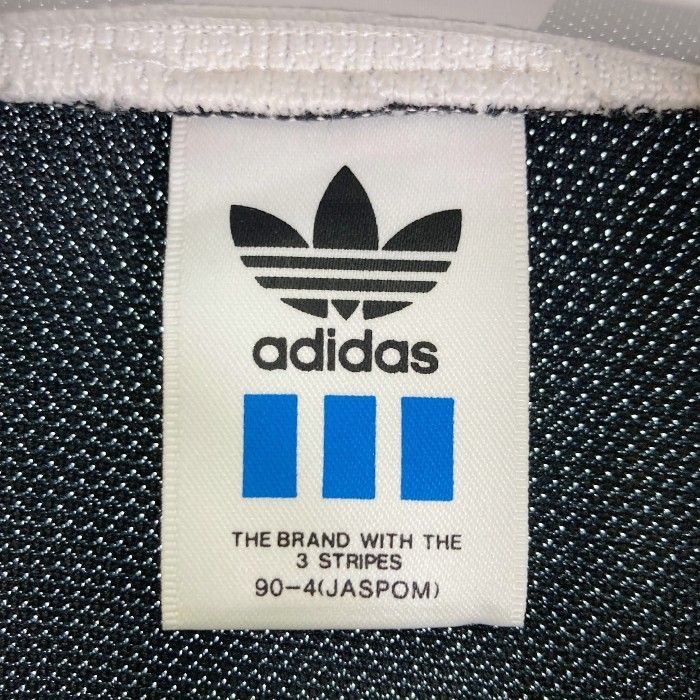 adidas
THE BRAND WITH THE
3 STRIPES
90-4(JASPOM)